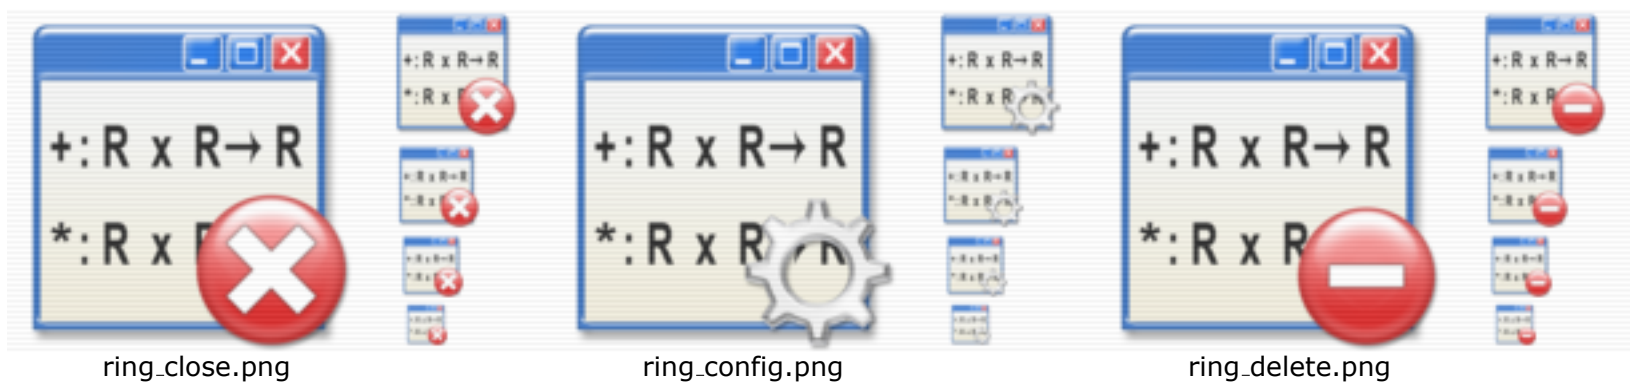 +: R x R→ R
*: R x R
ring_close.png
+: R x R→ R
*: R x R
+: R x R→ R
*: R x R
+: R x R→ R
*: R x R
+: R x R→ R
*: R x R
ring_config.png
+: R x R→ R
*: R x R
+: R x R→ R
*: R x R
ring_delete.png